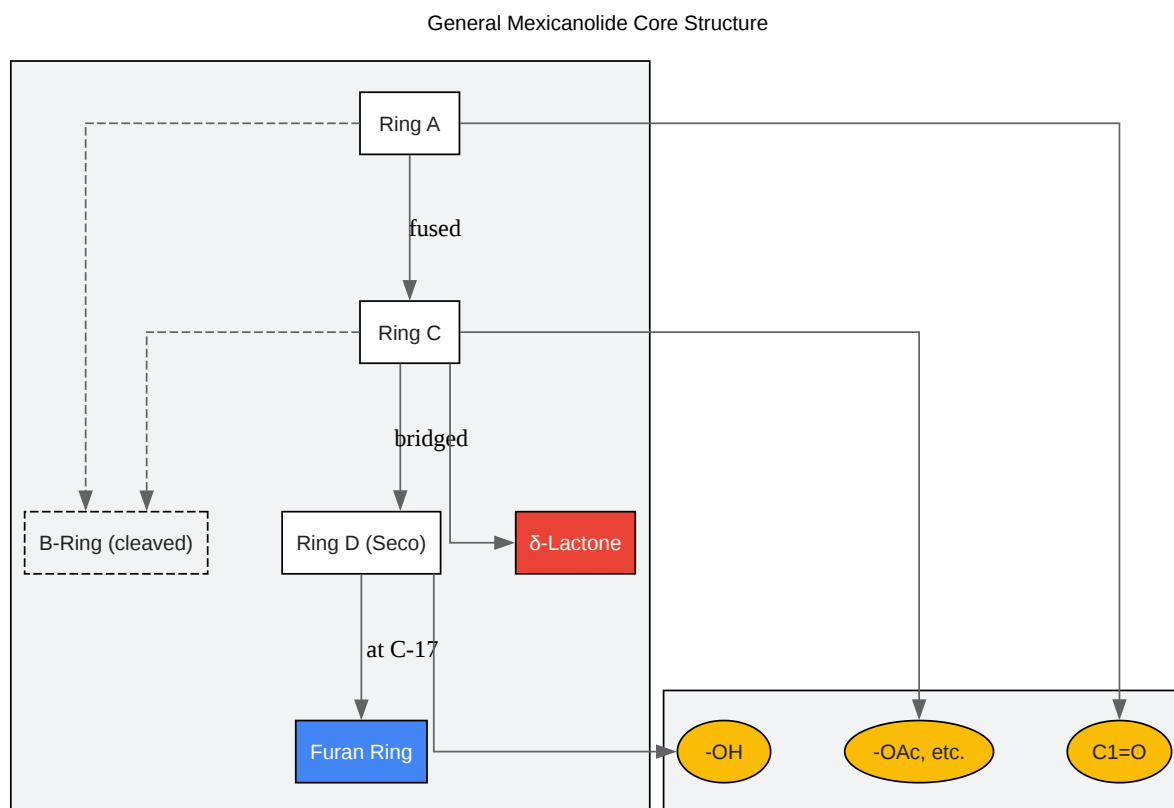 General Mexicanolide Core Structure
Ring A
fused
Ring C
bridged
B-Ring (cleaved)
Ring D (Seco)
δ-Lactone
at C-17
Furan Ring
-OH
-OAc, etc.
C1=O